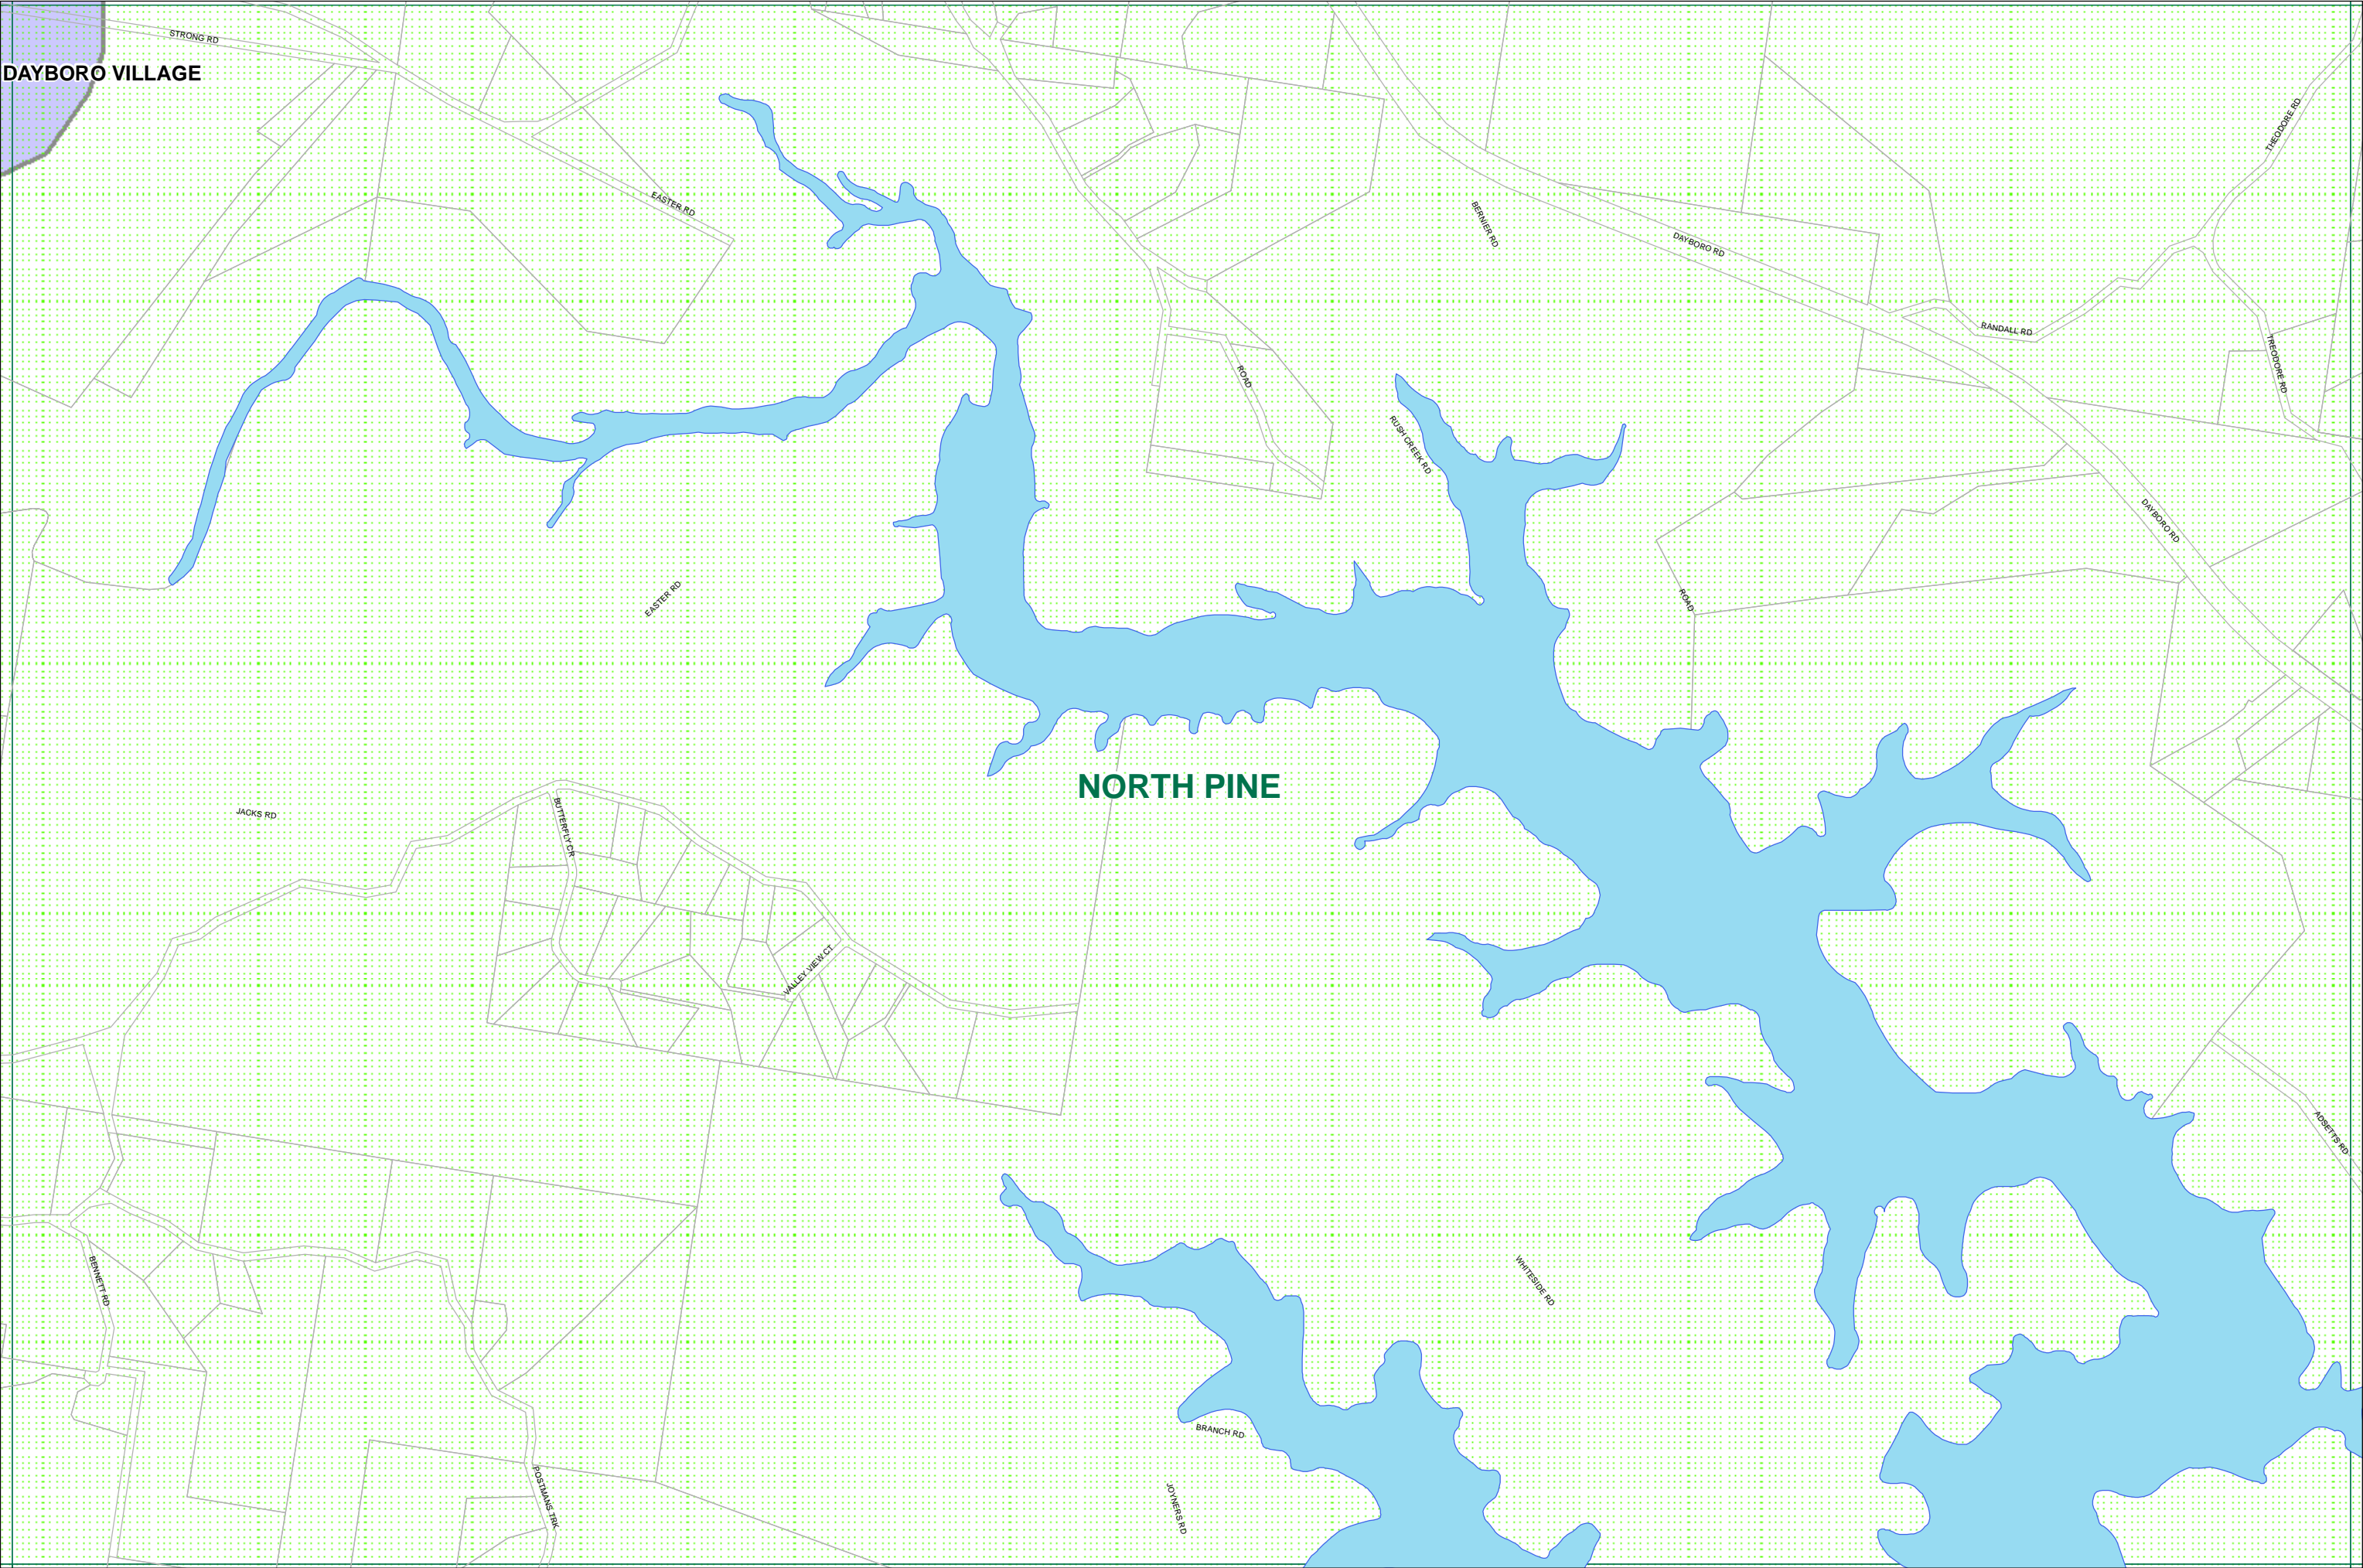 STRONG RD
DAYBORO VILLAGE
THEODORE RD
EASTER RD
BERNIER RD
DAYBORO RD
RANDALL RD
TREODORE RD
ROAD
RUSH CREEK RD
DAYBORO RD
EASTER RD
ROAD
NORTH PINE
JACKS RD
BUTTERFLY CR
VALLEY VIEW CT
ADSETTS RD
BENNETT RD
WHITESIDE RD
BRANCH RD
JOYNERS RD
POSTMANS TRK